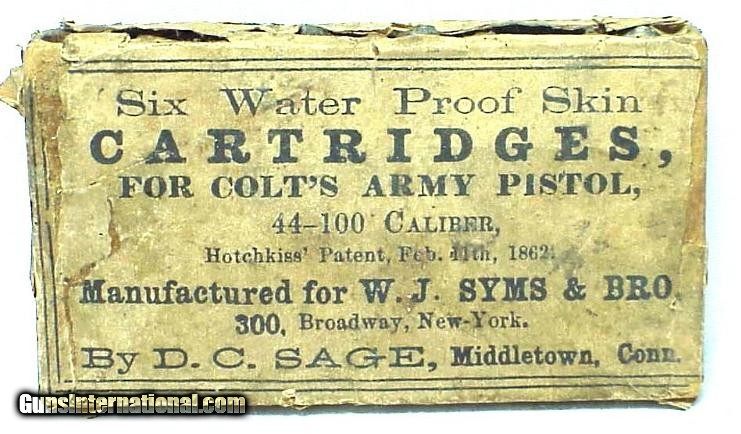 Six Water Proof Skin
CARTRIDGES,
FOR COLT'S ARMY PISTOL,
44-100 CALIBER,
Hotchkiss' Patent, Feb. 11th, 1862.
Manufactured for W. J. SYMS & BRO
300, Broadway, New-York.
By D. C. SAGE, Middletown, Conn.
GunsInternational.com